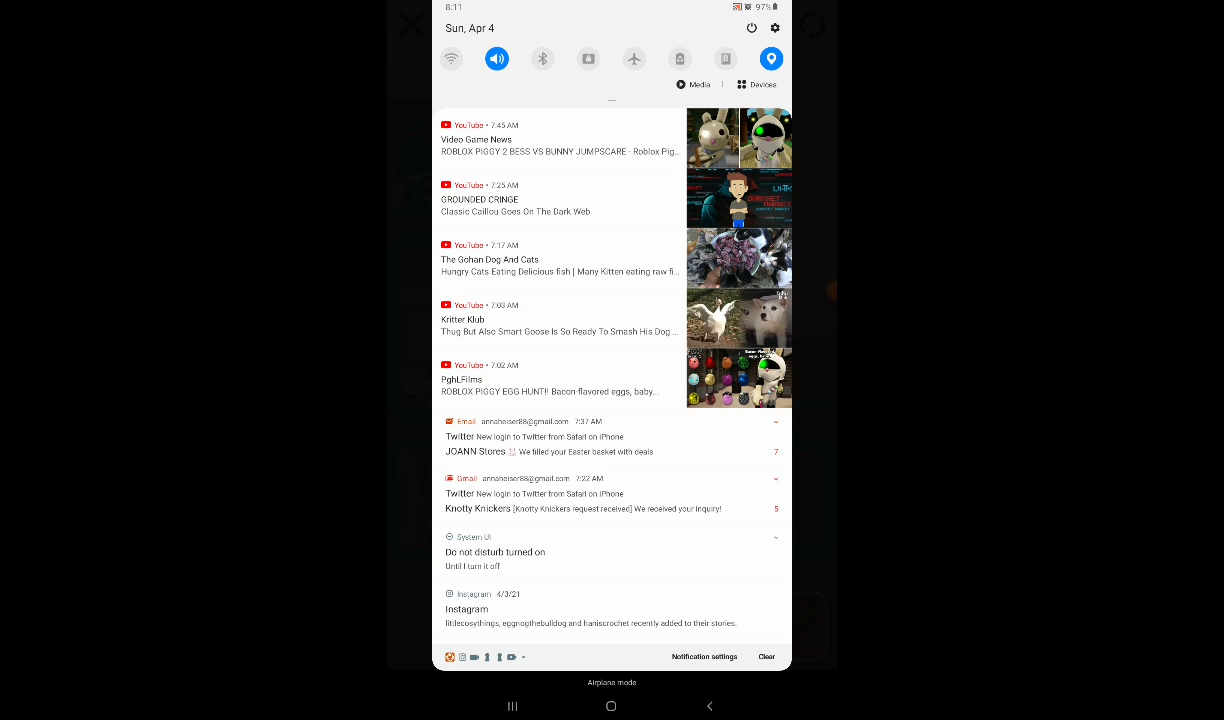 8:11
97%
Sun, Apr 4
Media | Devices
YouTube • 7:45 AM
Video Game News
ROBLOX PIGGY 2 BESS VS BUNNY JUMPSCARE - Roblox Pig...
YouTube • 7:25 AM
GROUNDED CRINGE
Classic Caillou Goes On The Dark Web
YouTube • 7:17 AM
The Gohan Dog And Cats
Hungry Cats Eating Delicious fish | Many Kitten eating raw fi...
YouTube • 7:03 AM
Kritter Klub
Thug But Also Smart Goose Is So Ready To Smash His Dog ...
YouTube • 7:02 AM
PghLFilms
ROBLOX PIGGY EGG HUNT!! Bacon-flavored eggs, baby...
Email annaheiser88@gmail.com 7:37 AM
Twitter New login to Twitter from Safari on iPhone
JOANN Stores We filled your Easter basket with deals
7
Gmail annaheiser88@gmail.com 7:22 AM
Twitter New login to Twitter from Safari on iPhone
Knotty Knickers [Knotty Knickers request received] We received your inquiry!
5
System UI
Do not disturb turned on
Until I turn it off
Instagram 4/3/21
Instagram
littlecosythings, eggnogthebulldog and haniscrochet recently added to their stories.
Notification settings Clear
Airplane mode